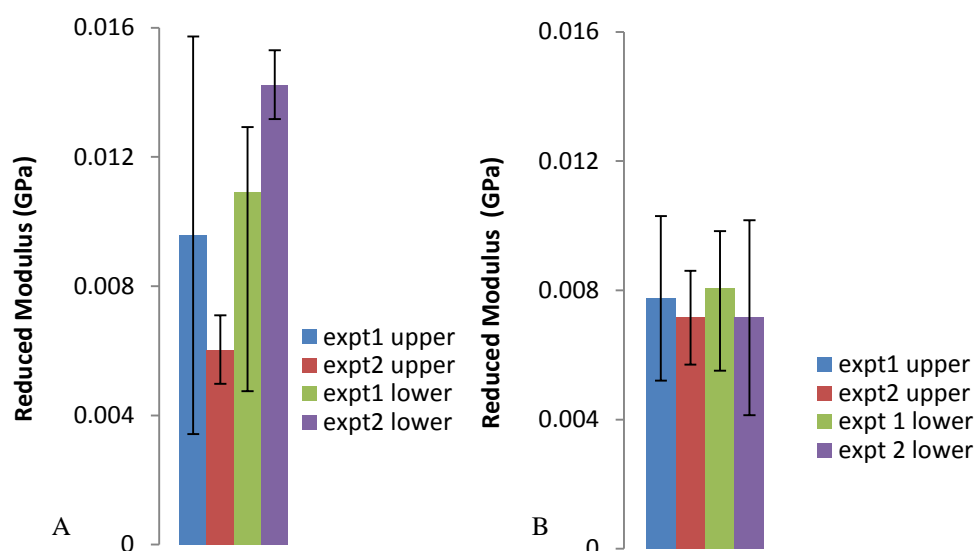 Reduced Modulus (GPa)
0.016
0.012
0.008
0.004
0
expt1 upper
expt2 upper
expt1 lower
expt2 lower
A
Reduced Modulus (GPa)
0.016
0.012
0.008
0.004
0
expt1 upper
expt2 upper
expt 1 lower
expt 2 lower
B